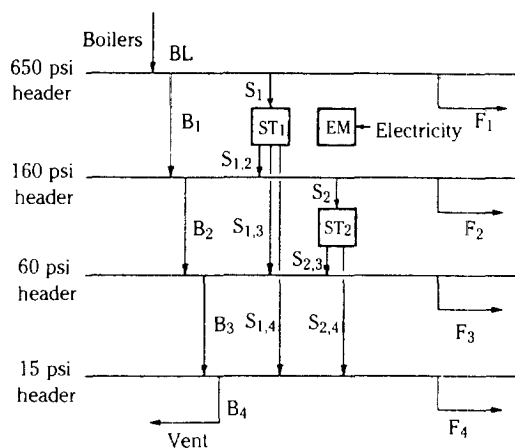 Boilers
BL
650 psi
header
S₁
B₁
ST₁
EM
Electricity
F₁
S₁,₂
160 psi
header
S₂
B₂
S₁,₃
ST₂
F₂
S₂,₃
60 psi
header
B₃
S₁,₄
S₂,₄
F₃
15 psi
header
B₄
F₄
Vent